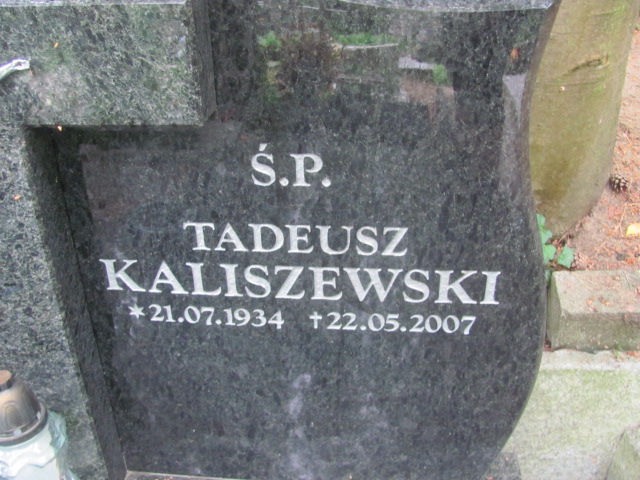 Ś.P.
TADEUSZ
KALISZEWSKI
*21.07.1934 †22.05.2007